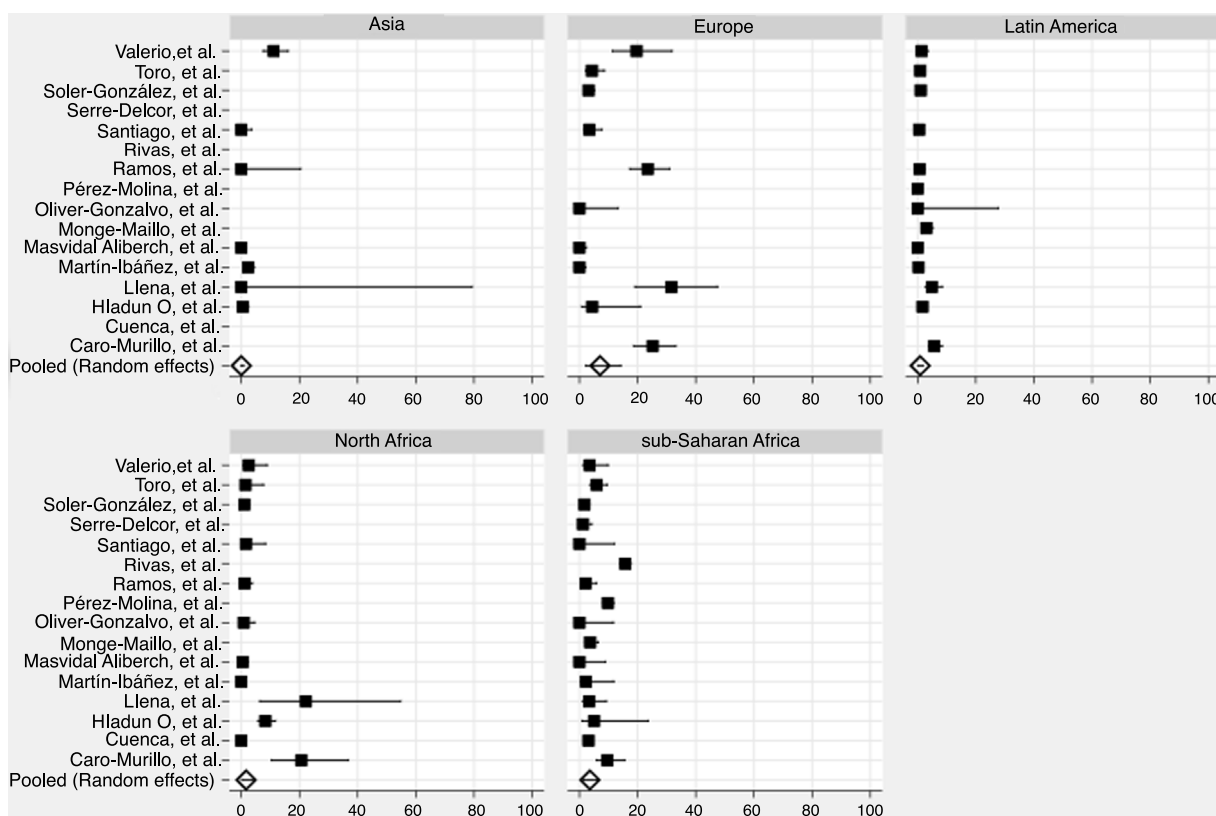 Asia Europe Latin America
Valerio,et al.
Toro, et al.
Soler-González, et al.
Serre-Delcor, et al.
Santiago, et al.
Rivas, et al.
Ramos, et al.
Pérez-Molina, et al.
Oliver-Gonzalvo, et al.
Monge-Maillo, et al.
Masvidal Aliberch, et al.
Martín-Ibáñez, et al.
Llena, et al.
Hladun O, et al.
Cuenca, et al.
Caro-Murillo, et al.
Pooled (Random effects)
0 20 40 60 80 100 0 20 40 60 80 100 0 20 40 60 80 100
North Africa sub-Saharan Africa
Valerio,et al.
Toro, et al.
Soler-González, et al.
Serre-Delcor, et al.
Santiago, et al.
Rivas, et al.
Ramos, et al.
Pérez-Molina, et al.
Oliver-Gonzalvo, et al.
Monge-Maillo, et al.
Masvidal Aliberch, et al.
Martín-Ibáñez, et al.
Llena, et al.
Hladun O, et al.
Cuenca, et al.
Caro-Murillo, et al.
Pooled (Random effects)
0 20 40 60 80 100 0 20 40 60 80 100